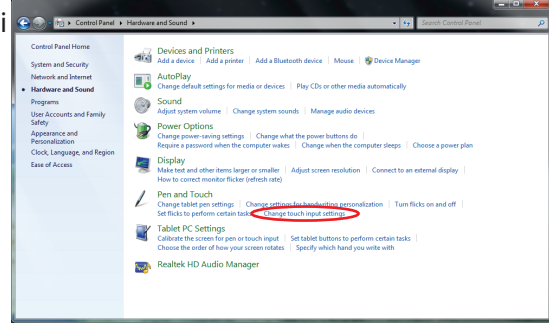 i
Control Panel ▸ Hardware and Sound ▸
Search Control Panel
Control Panel Home
System and Security
Network and Internet
Hardware and Sound
Programs
User Accounts and Family
Safety
Appearance and
Personalization
Clock, Language, and Region
Ease of Access
Devices and Printers
Add a device | Add a printer | Add a Bluetooth device | Mouse | Device Manager
AutoPlay
Change default settings for media or devices | Play CDs or other media automatically
Sound
Adjust system volume | Change system sounds | Manage audio devices
Power Options
Change power-saving settings | Change what the power buttons do |
Require a password when the computer wakes | Change when the computer sleeps | Choose a power plan
Display
Make text and other items larger or smaller | Adjust screen resolution | Connect to an external display |
How to correct monitor flicker (refresh rate)
Pen and Touch
Change tablet pen settings | Change settings for handwriting personalization | Turn flicks on and off |
Set flicks to perform certain tasks | Change touch input settings
Tablet PC Settings
Calibrate the screen for pen or touch input | Set tablet buttons to perform certain tasks |
Choose the order of how your screen rotates | Specify which hand you write with
Realtek HD Audio Manager